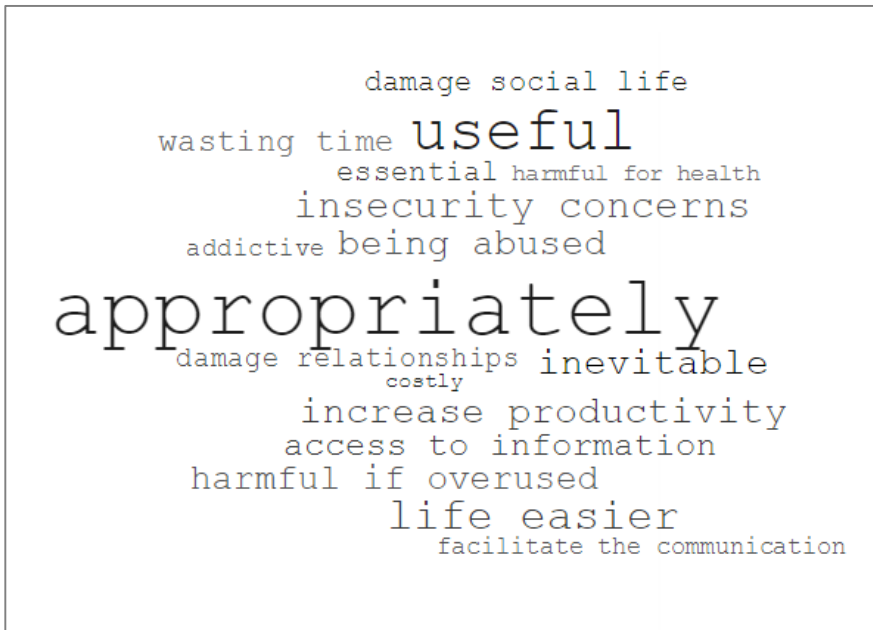 damage social life
wasting time useful
essential harmful for health
insecurity concerns
addictive being abused
appropriately
damage relationships inevitable
costly
increase productivity
access to information
harmful if overused
life easier
facilitate the communication